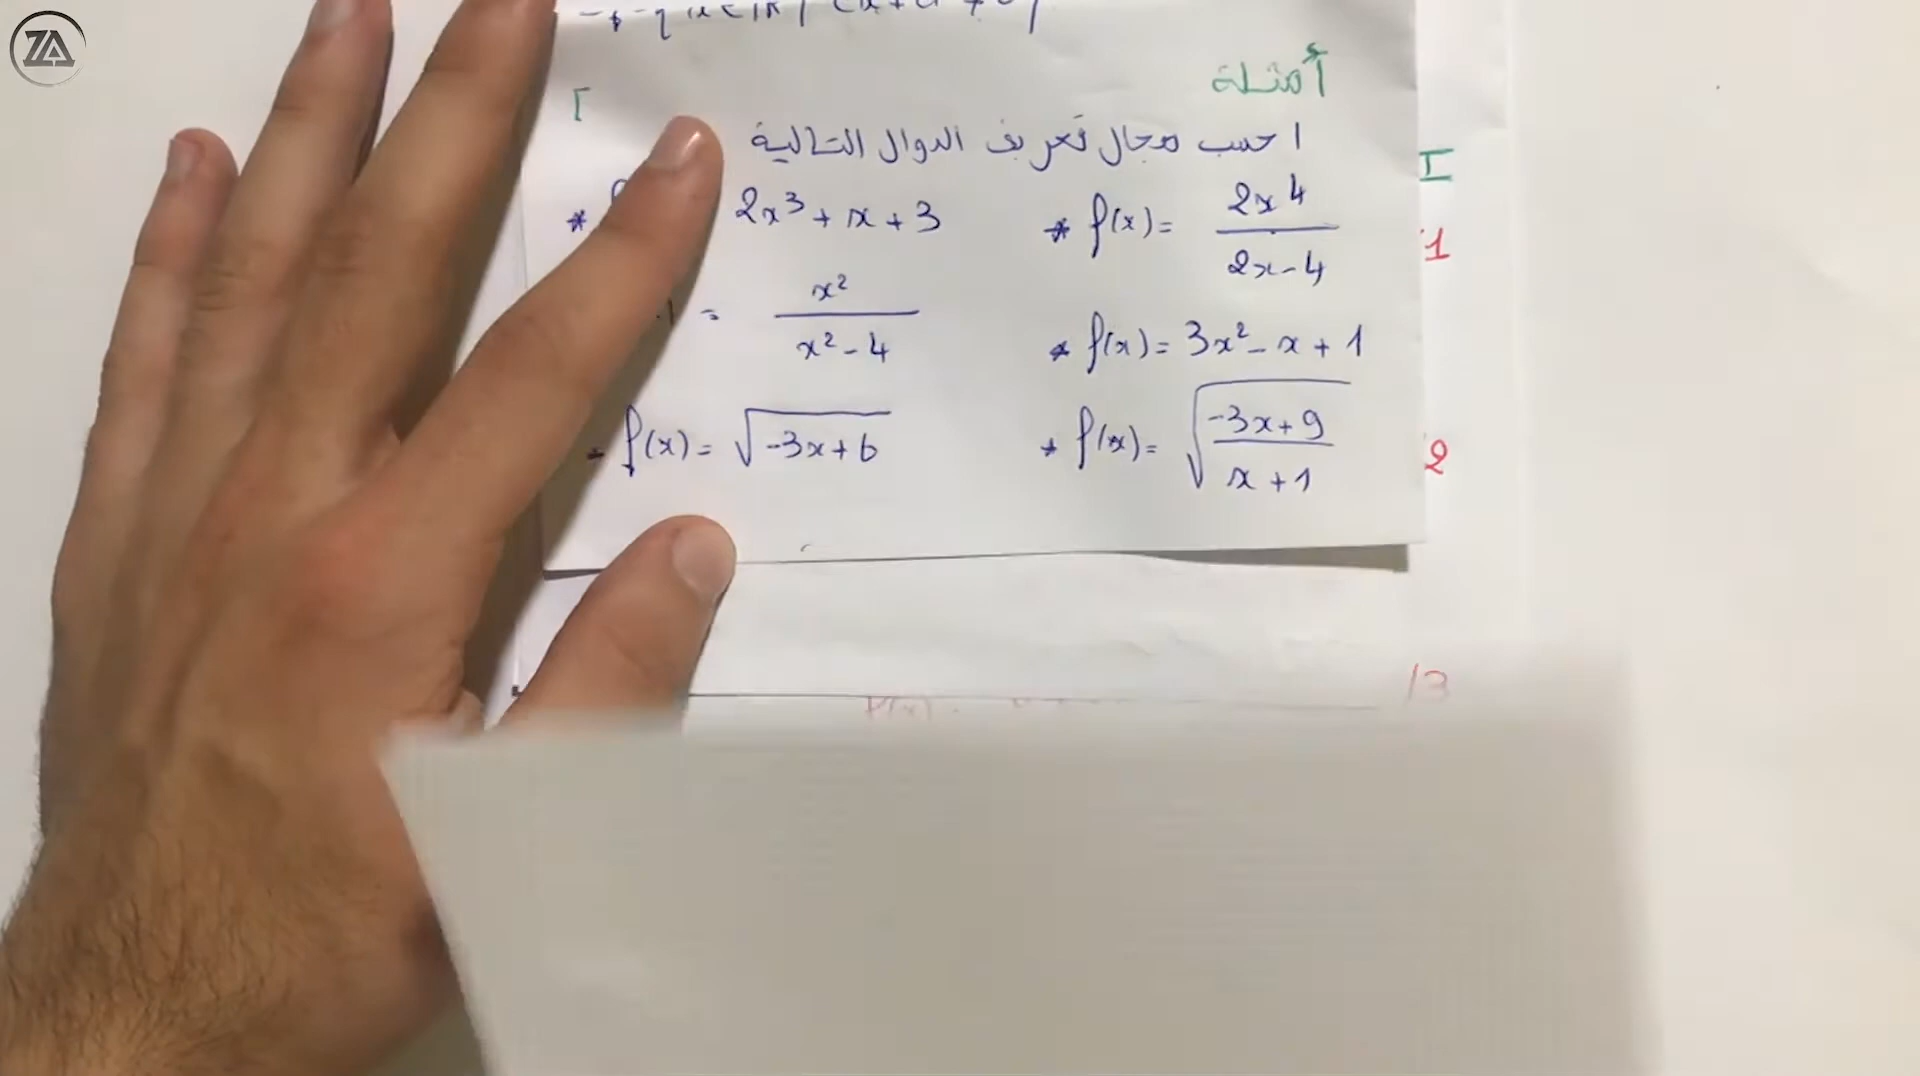 ZA
أمثلة
احسب مجال تعريف الدوال التالية
I
* f(x) = 2x4 / 2x-4
1
* 2x³ + x + 3
* f(x) = 3x² - x + 1
= x² / x² - 4
* f(x) = √(-3x+9 / x+1)
2
- f(x) = √(-3x+6)
/3